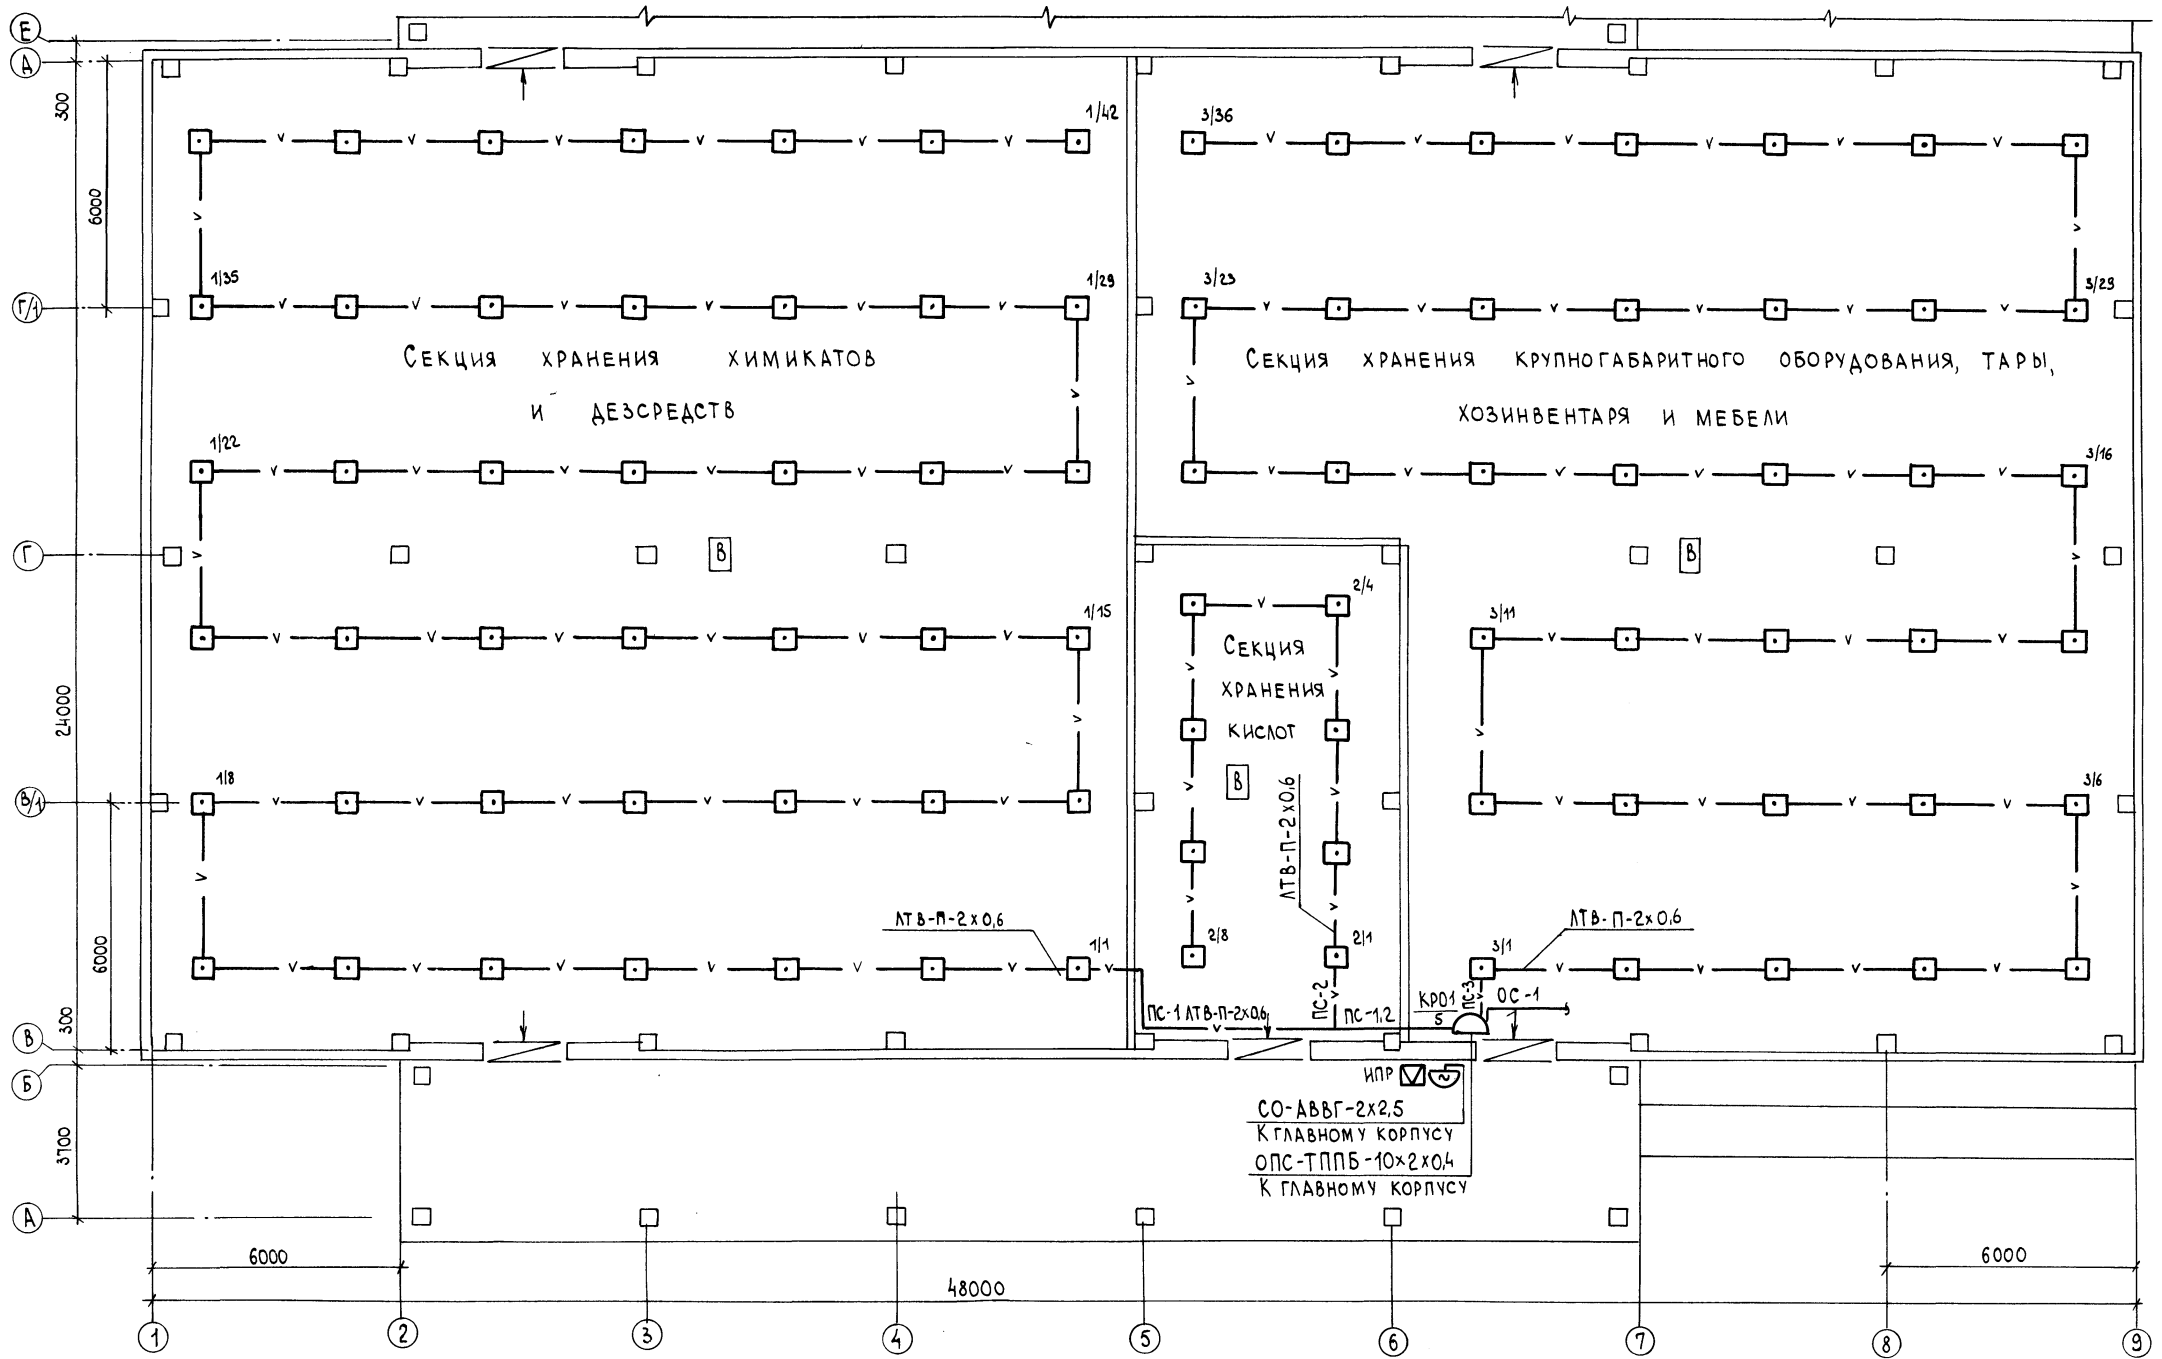 Е
Д
300
1/42
3/36
6000
1/35
1/29
3/23
3/29
Г/1
Секция хранения химикатов
и дезсредств
Секция хранения крупногабаритного оборудования, тары,
хозинвентаря и мебели
1/22
3/16
Г
В
В
2/4
1/15
3/11
Секция
хранения
кислот
В
24000
1/8
3/6
В/1
ЛТВ-П-2х0,6
6000
ЛТВ-П-2х0,6
1/1
2/8
2/1
3/1
ЛТВ-П-2х0,6
300
ПС-1 ЛТВ-П-2х0,6
ПС-2
ПС-1,2
КР01
5
ПС-3
ОС-1
В
Б
ИПР
СО-АВВГ-2х2,5
К главному корпусу
ОПС-ТППБ-10х2х0,4
К главному корпусу
3700
А
6000
48000
6000
1
2
3
4
5
6
7
8
9